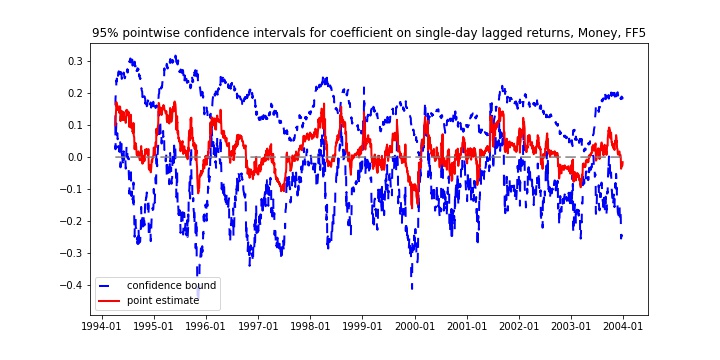 95% pointwise confidence intervals for coefficient on single-day lagged returns, Money, FF5
0.3
0.2
0.1
0.0
−0.1
−0.2
−0.3
−0.4
confidence bound
point estimate
1994-01 1995-01 1996-01 1997-01 1998-01 1999-01 2000-01 2001-01 2002-01 2003-01 2004-01